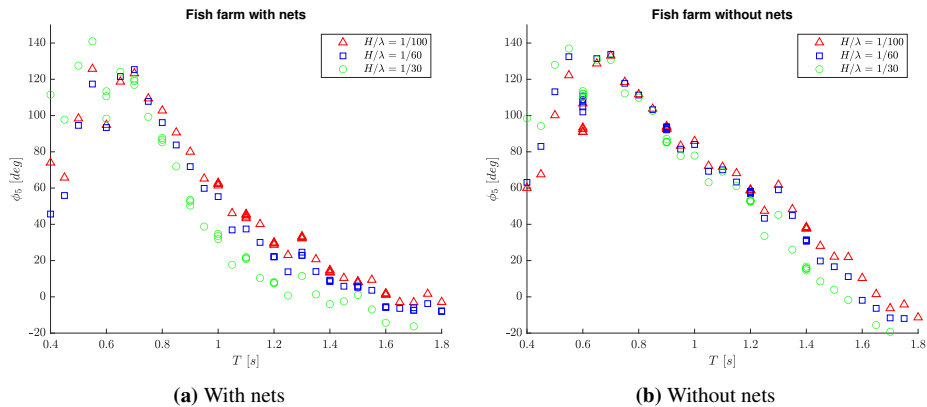 Fish farm with nets
H/λ = 1/100
H/λ = 1/60
H/λ = 1/30
140
120
100
80
60
40
20
0
-20
ϕ5 [deg]
0.4 0.6 0.8 1 1.2 1.4 1.6 1.8
T [s]
(a) With nets
Fish farm without nets
H/λ = 1/100
H/λ = 1/60
H/λ = 1/30
140
120
100
80
60
40
20
0
-20
ϕ5 [deg]
0.4 0.6 0.8 1 1.2 1.4 1.6 1.8
T [s]
(b) Without nets